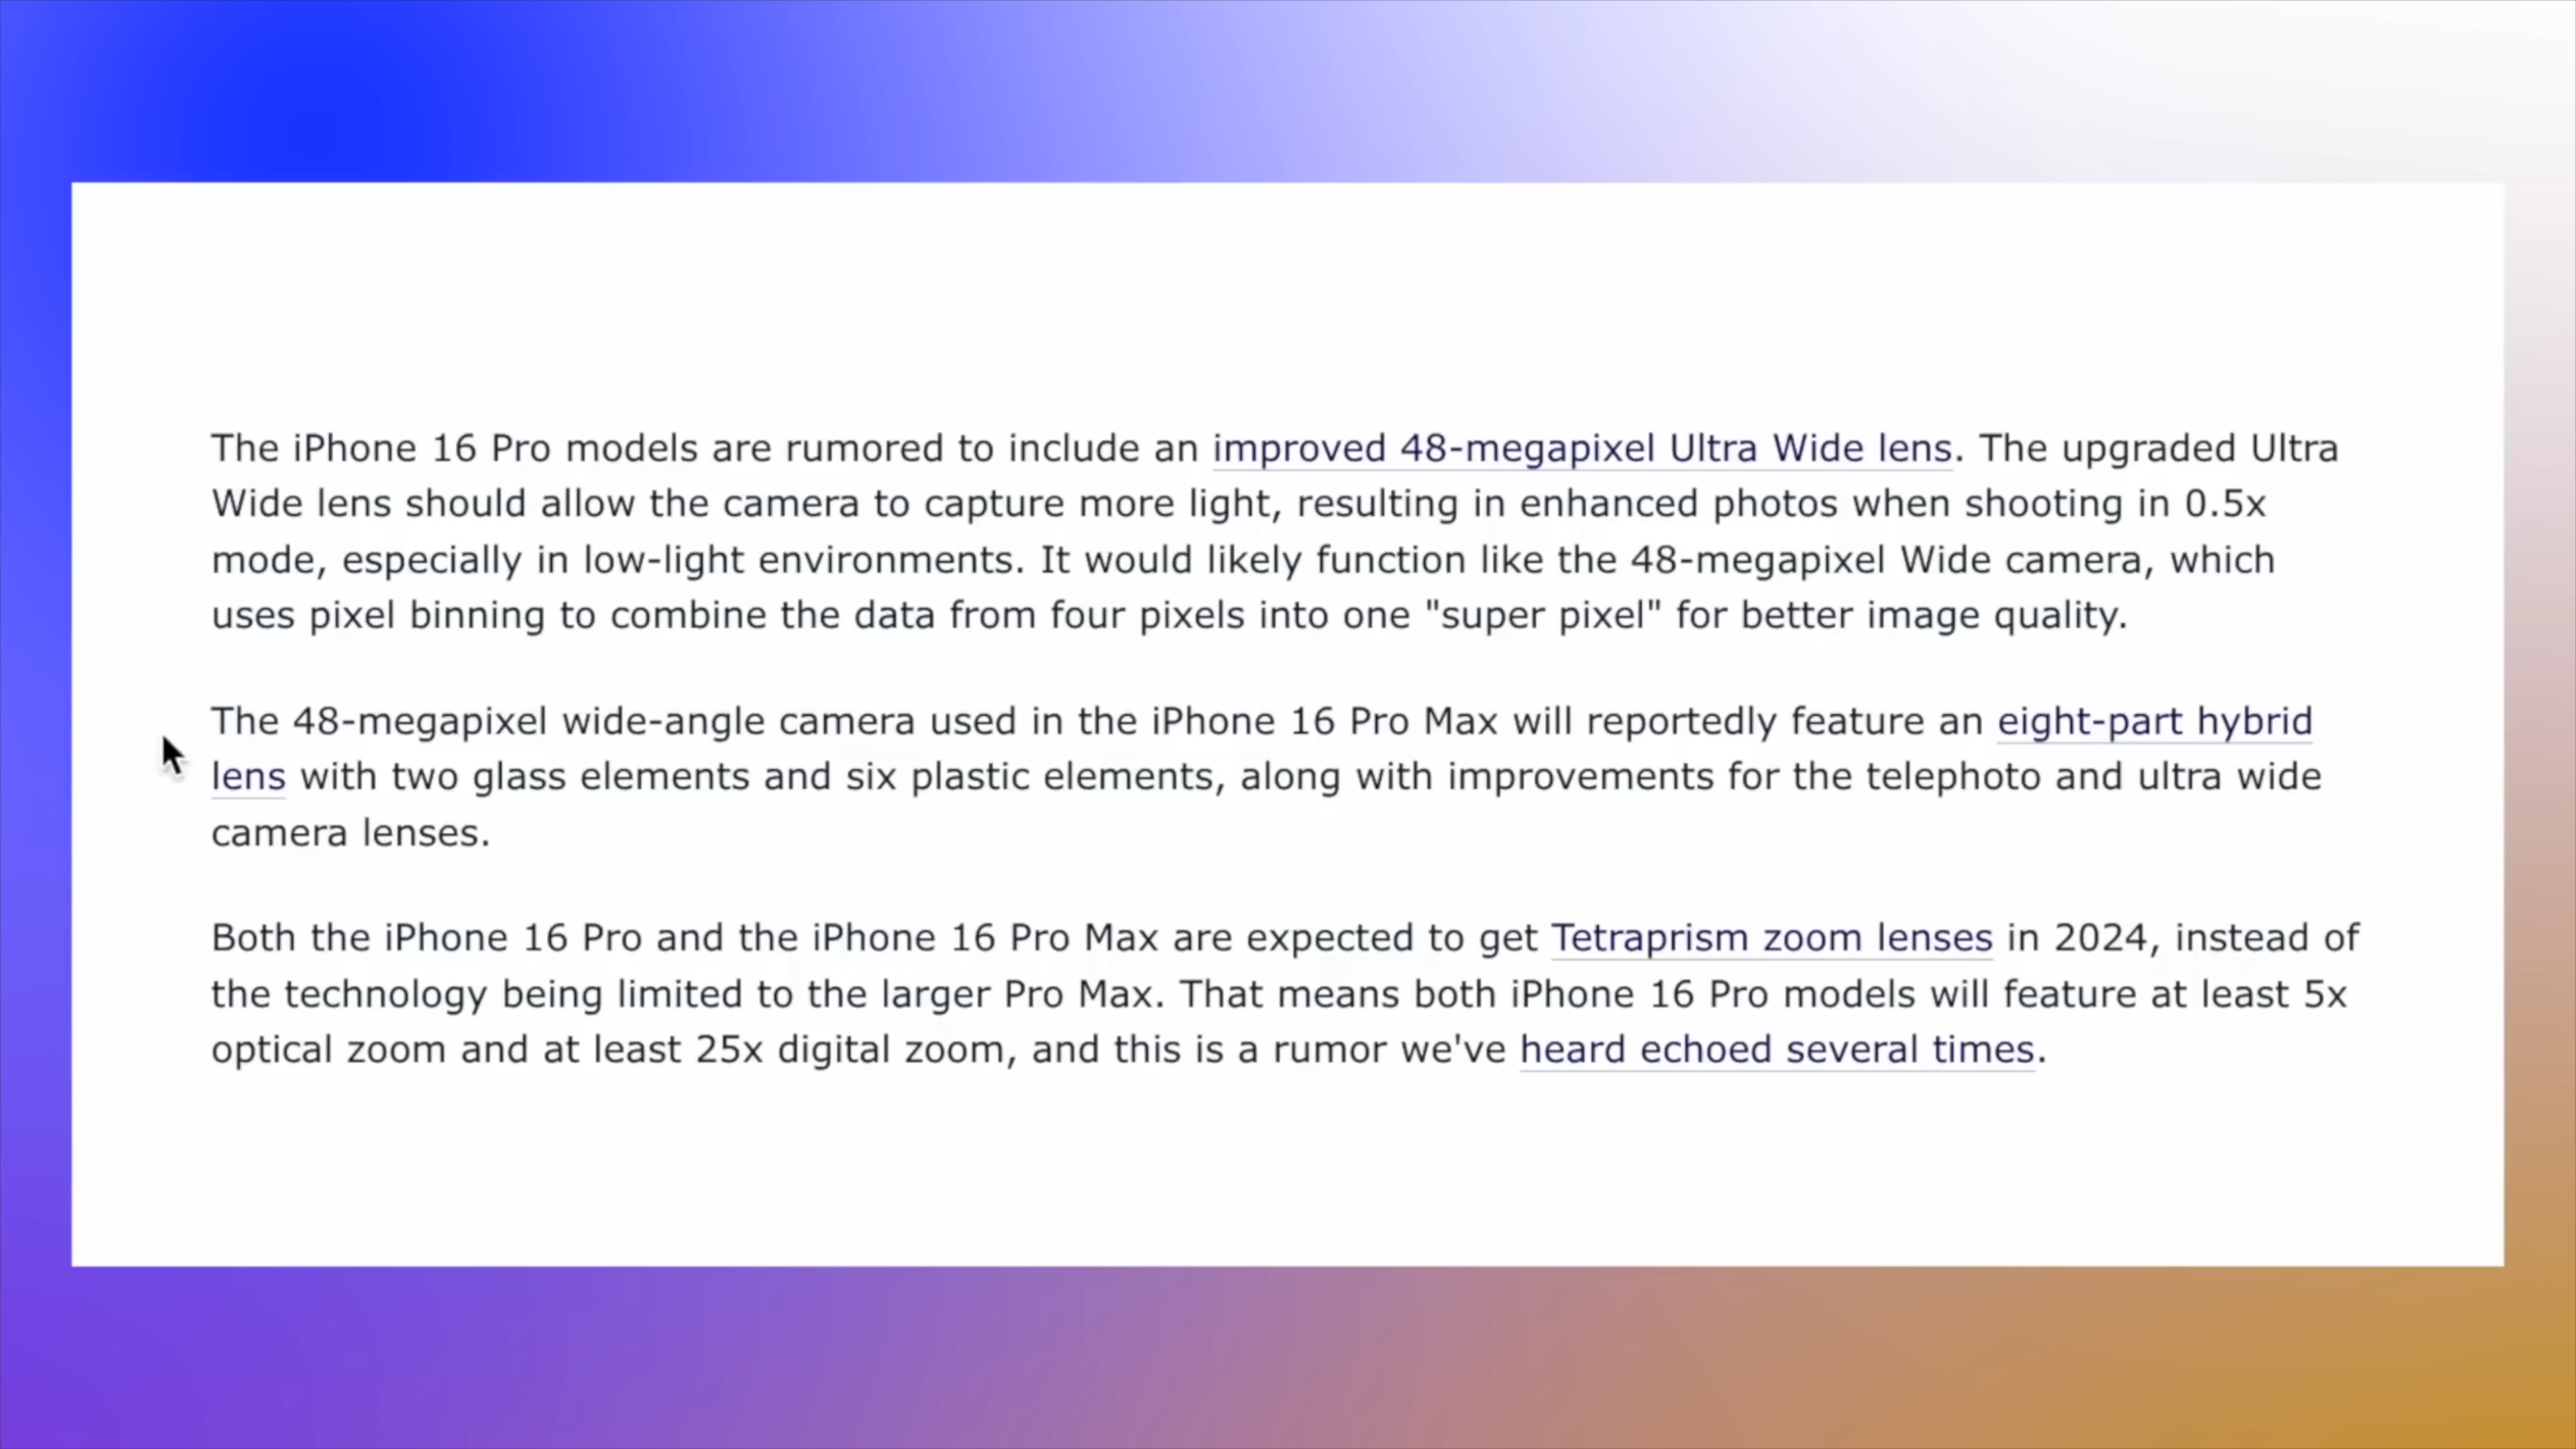 The iPhone 16 Pro models are rumored to include an improved 48-megapixel Ultra Wide lens. The upgraded Ultra
Wide lens should allow the camera to capture more light, resulting in enhanced photos when shooting in 0.5x
mode, especially in low-light environments. It would likely function like the 48-megapixel Wide camera, which
uses pixel binning to combine the data from four pixels into one "super pixel" for better image quality.
The 48-megapixel wide-angle camera used in the iPhone 16 Pro Max will reportedly feature an eight-part hybrid
lens with two glass elements and six plastic elements, along with improvements for the telephoto and ultra wide
camera lenses.
Both the iPhone 16 Pro and the iPhone 16 Pro Max are expected to get Tetraprism zoom lenses in 2024, instead of
the technology being limited to the larger Pro Max. That means both iPhone 16 Pro models will feature at least 5x
optical zoom and at least 25x digital zoom, and this is a rumor we've heard echoed several times.